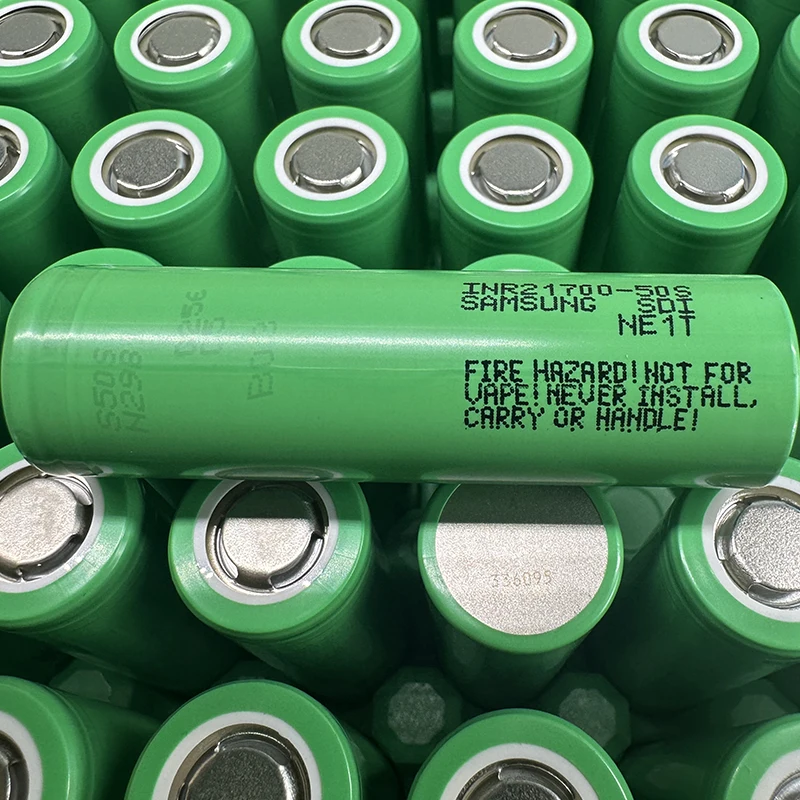 INR21700-50S
SAMSUNG SDI
NE1T
FIRE HAZARD!NOT FOR
VAPE!NEVER INSTALL,
CARRY OR HANDLE!
336095